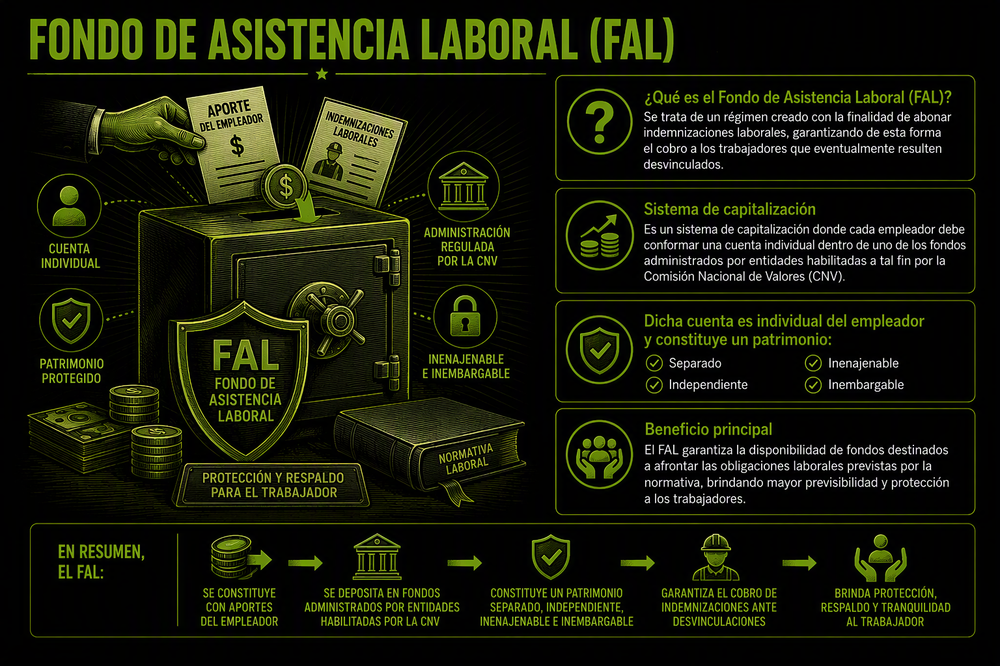 FONDO DE ASISTENCIA LABORAL (FAL)
APORTE
DEL EMPLEADOR
$
INDEMNIZACIONES
LABORALES
$
CUENTA
INDIVIDUAL
ADMINISTRACIÓN
REGULADA
POR LA CNV
PATRIMONIO
PROTEGIDO
INENAJENABLE
E INEMBARGABLE
FAL
FONDO DE
ASISTENCIA
LABORAL
NORMATIVA
LABORAL
PROTECCIÓN Y RESPALDO
PARA EL TRABAJADOR
?
¿Qué es el Fondo de Asistencia Laboral (FAL)?
Se trata de un régimen creado con la finalidad de abonar
indemnizaciones laborales, garantizando de esta forma
el cobro a los trabajadores que eventualmente resulten
desvinculados.
Sistema de capitalización
Es un sistema de capitalización donde cada empleador debe
conformar una cuenta individual dentro de uno de los fondos
administrados por entidades habilitadas a tal fin por la
Comisión Nacional de Valores (CNV).
Dicha cuenta es individual del empleador
y constituye un patrimonio:
Separado
Inenajenable
Independiente
Inembargable
Beneficio principal
El FAL garantiza la disponibilidad de fondos destinados
a afrontar las obligaciones laborales previstas por la
normativa, brindando mayor previsibilidad y protección
a los trabajadores.
EN RESUMEN,
EL FAL:
SE CONSTITUYE
CON APORTES
DEL EMPLEADOR
SE DEPOSITA EN FONDOS
ADMINISTRADOS POR ENTIDADES
HABILITADAS POR LA CNV
CONSTITUYE UN PATRIMONIO
SEPARADO, INDEPENDIENTE,
INENAJENABLE E INEMBARGABLE
GARANTIZA EL COBRO DE
INDEMNIZACIONES ANTE
DESVINCULACIONES
BRINDA PROTECCIÓN,
RESPALDO Y TRANQUILIDAD
AL TRABAJADOR